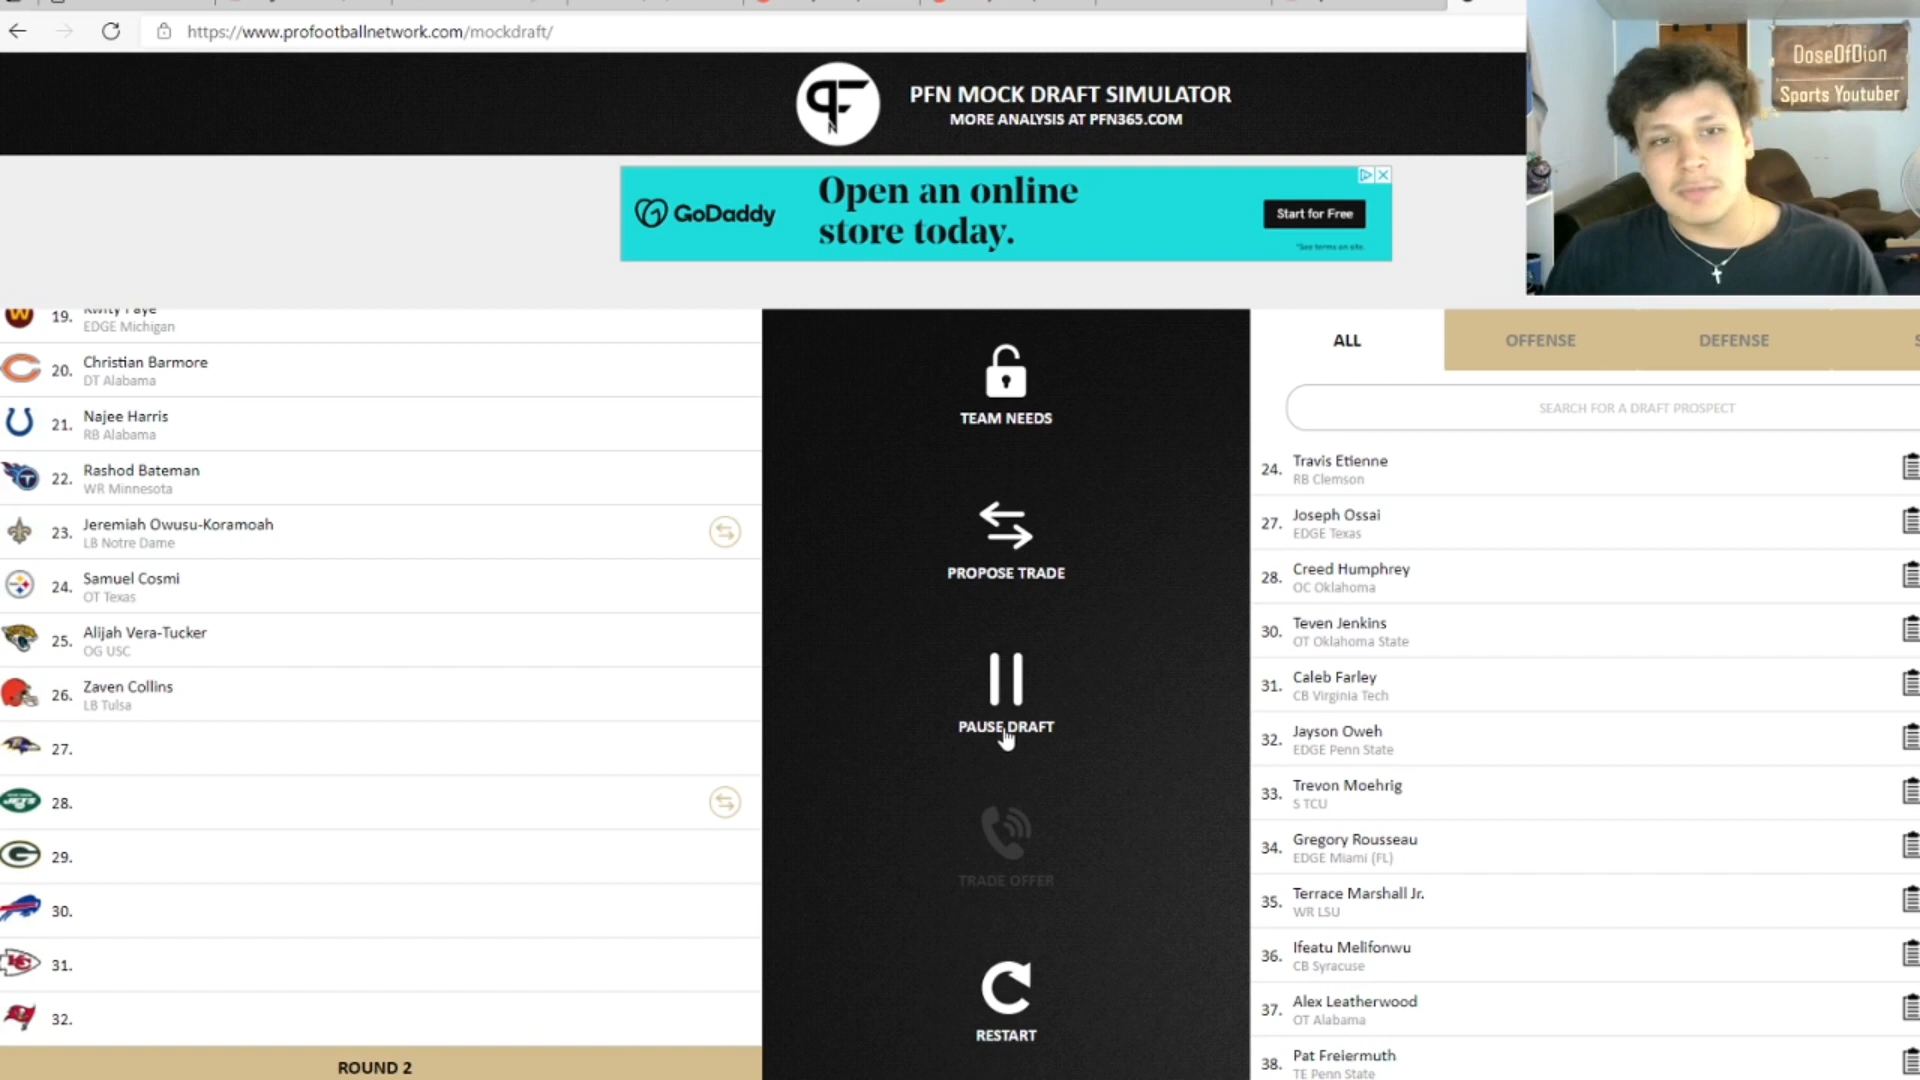 https://www.profootballnetwork.com/mockdraft/
PFN
PFN MOCK DRAFT SIMULATOR
MORE ANALYSIS AT PFN365.COM
DoseOfDion
Sports Youtuber
GoDaddy
Open an online
store today.
Start for Free
*See terms on site.
19. Kwity Paye
EDGE Michigan
20. Christian Barmore
DT Alabama
21. Najee Harris
RB Alabama
22. Rashod Bateman
WR Minnesota
23. Jeremiah Owusu-Koramoah
LB Notre Dame
24. Samuel Cosmi
OT Texas
25. Alijah Vera-Tucker
OG USC
26. Zaven Collins
LB Tulsa
27.
28.
29.
30.
31.
32.
ROUND 2
TEAM NEEDS
PROPOSE TRADE
PAUSE DRAFT
TRADE OFFER
RESTART
ALL
OFFENSE
DEFENSE
SEARCH FOR A DRAFT PROSPECT
24. Travis Etienne
RB Clemson
27. Joseph Ossai
EDGE Texas
28. Creed Humphrey
OC Oklahoma
30. Teven Jenkins
OT Oklahoma State
31. Caleb Farley
CB Virginia Tech
32. Jayson Oweh
EDGE Penn State
33. Trevon Moehrig
S TCU
34. Gregory Rousseau
EDGE Miami (FL)
35. Terrace Marshall Jr.
WR LSU
36. Ifeatu Melifonwu
CB Syracuse
37. Alex Leatherwood
OT Alabama
38. Pat Freiermuth
TE Penn State